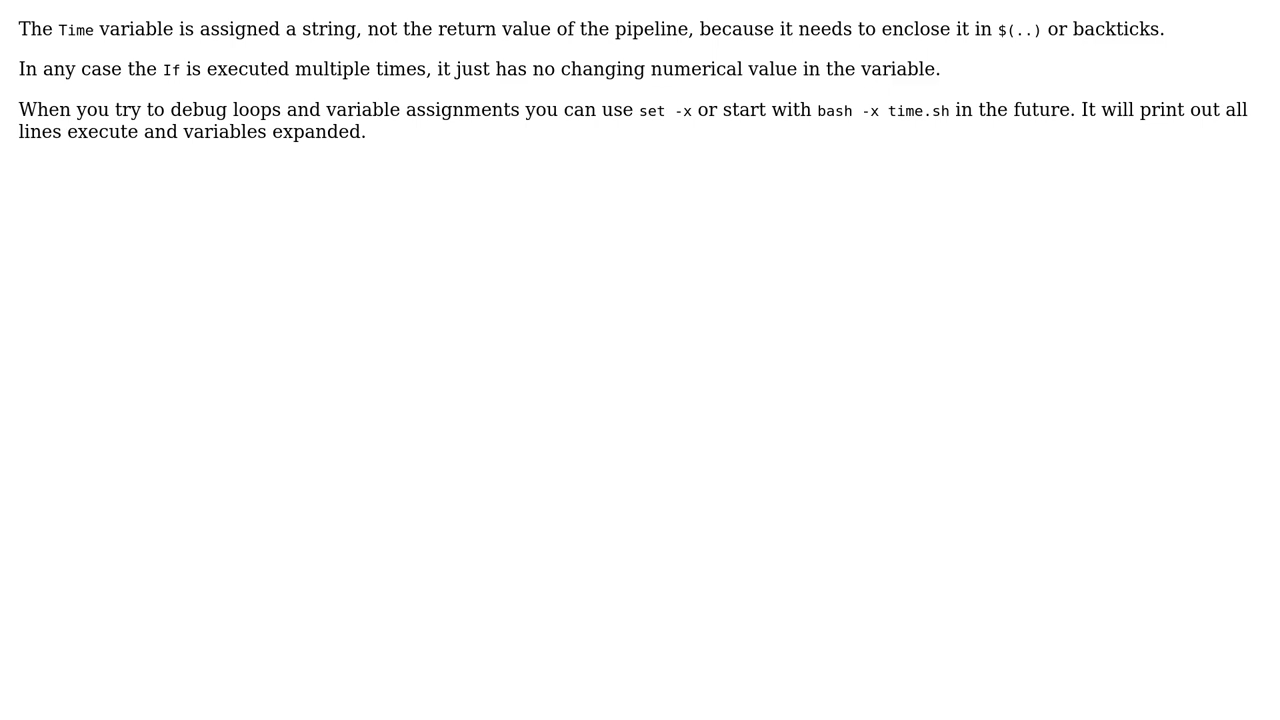 The Time variable is assigned a string, not the return value of the pipeline, because it needs to enclose it in $(..) or backticks.
In any case the If is executed multiple times, it just has no changing numerical value in the variable.
When you try to debug loops and variable assignments you can use set -x or start with bash -x time.sh in the future. It will print out all
lines execute and variables expanded.